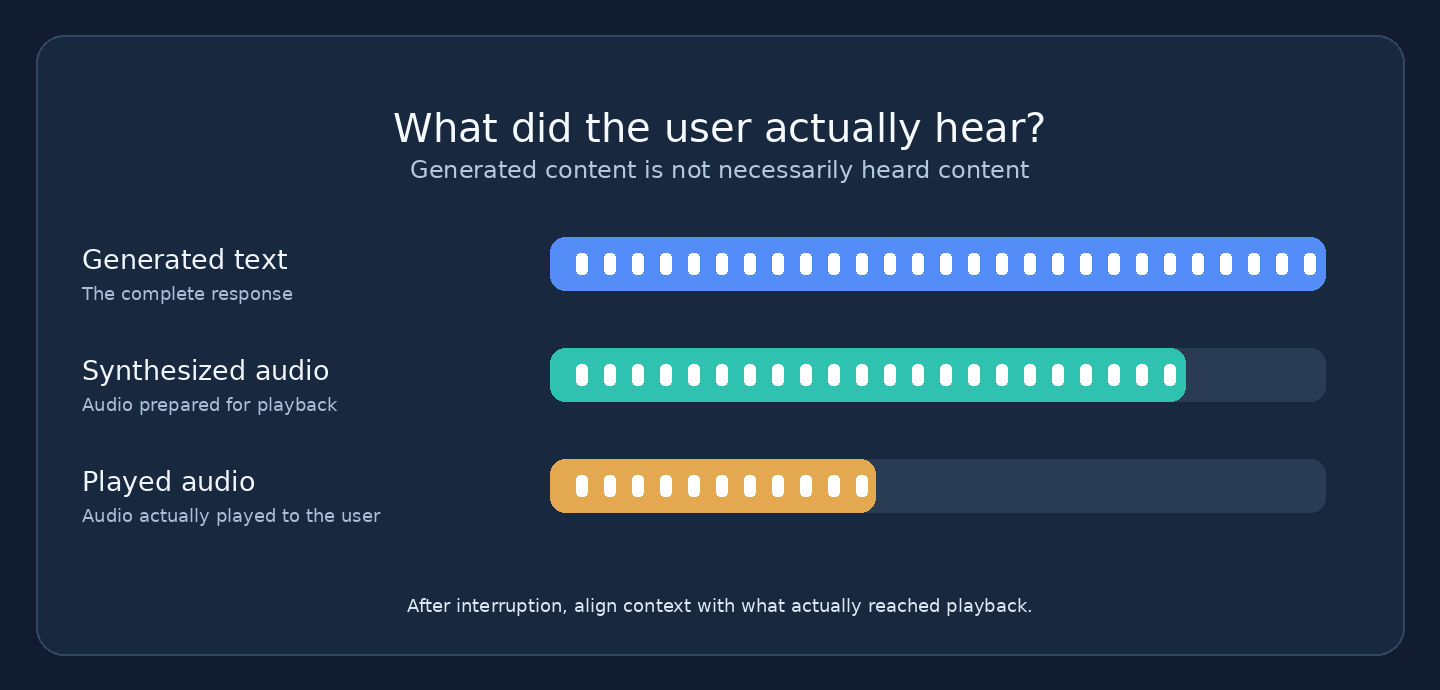 What did the user actually hear?
Generated content is not necessarily heard content
Generated text
The complete response
Synthesized audio
Audio prepared for playback
Played audio
Audio actually played to the user
After interruption, align context with what actually reached playback.